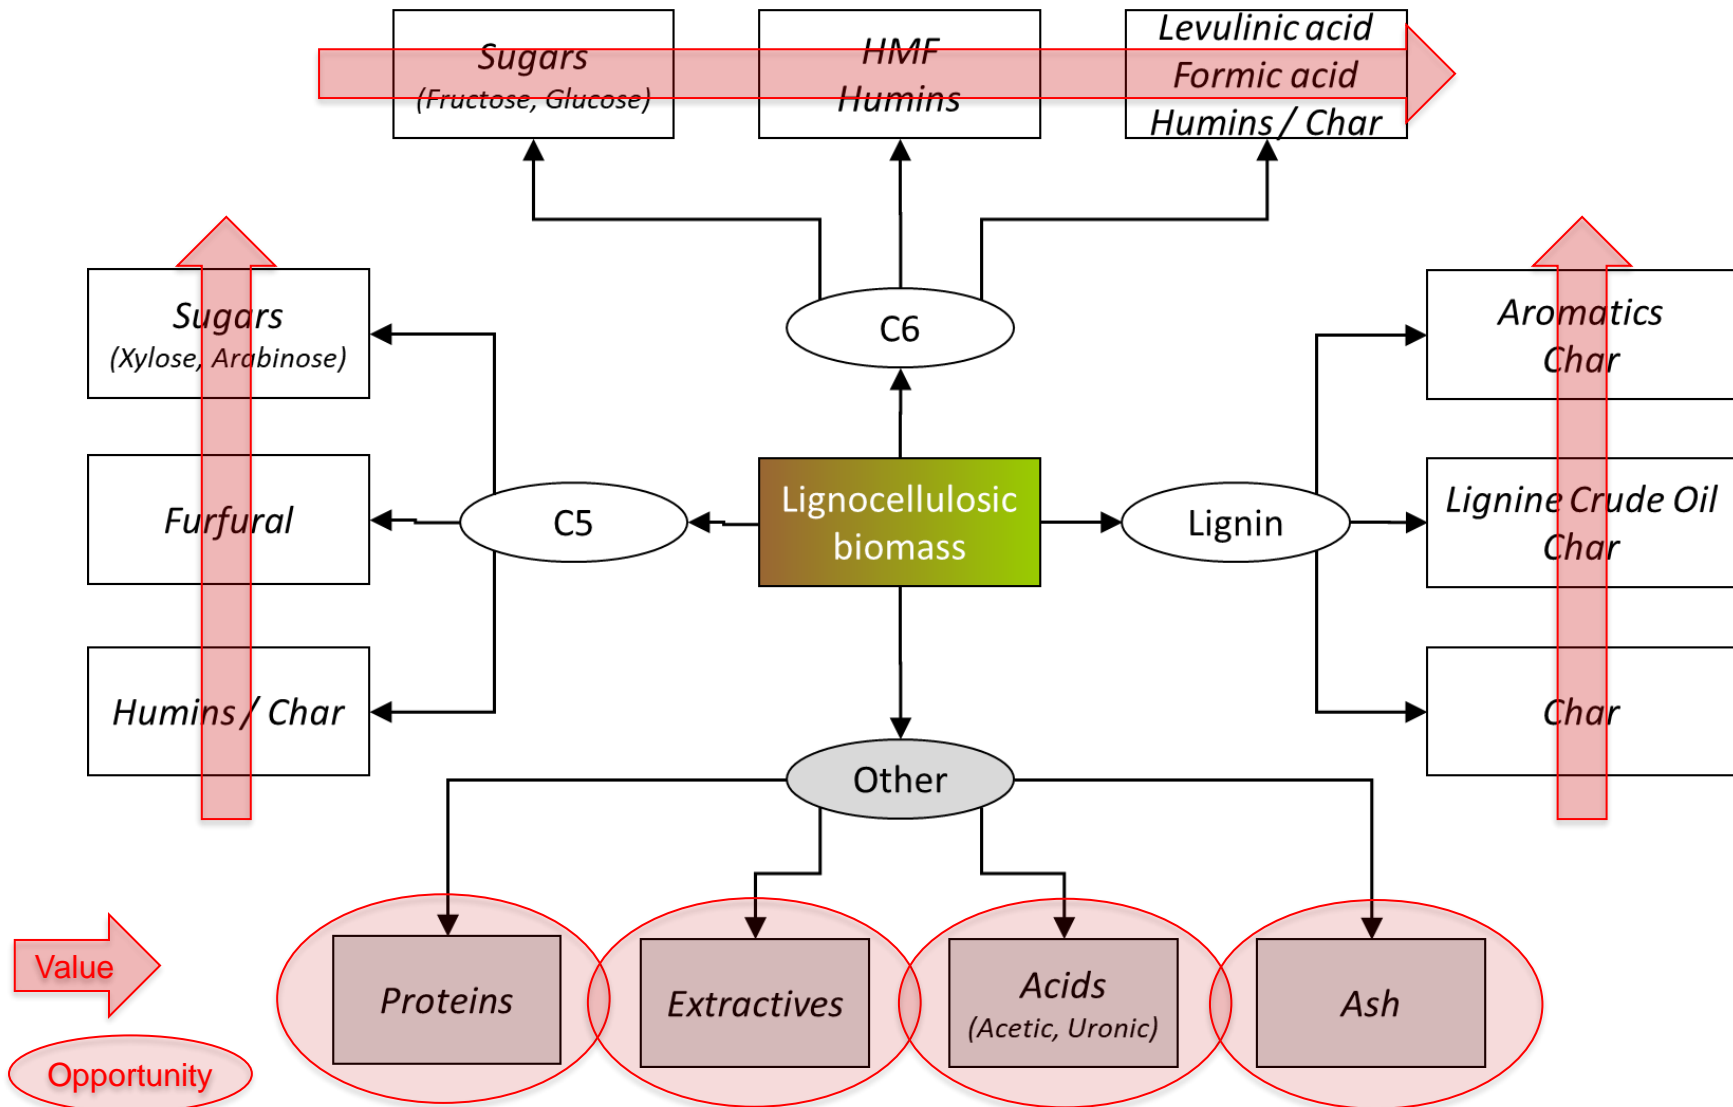 Sugars
(Fructose, Glucose)
HMF
Humins
Levulinic acid
Formic acid
Humins / Char
C6
Sugars
(Xylose, Arabinose)
Furfural
Humins / Char
C5
Lignocellulosic
biomass
Lignin
Aromatics
Char
Lignine Crude Oil
Char
Char
Other
Proteins
Extractives
Acids
(Acetic, Uronic)
Ash
Value
Opportunity